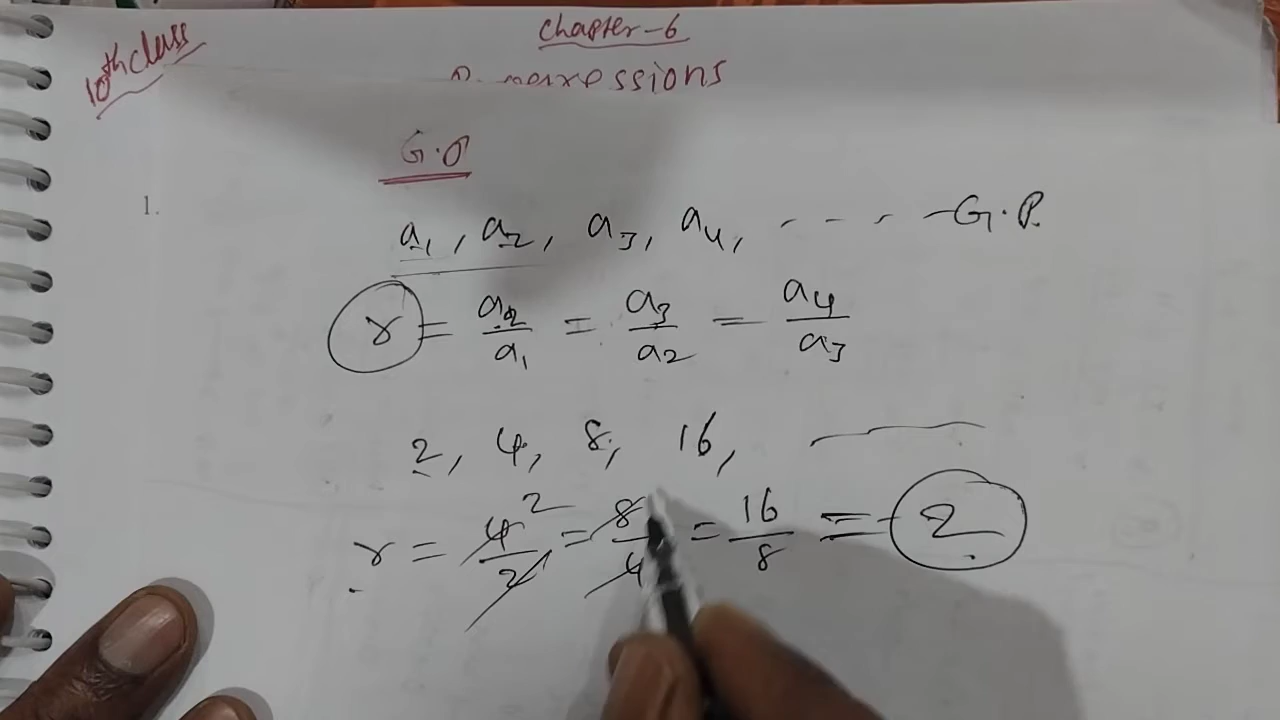 10th class
Chapter-6
G.P
1.
a1, a2, a3, a4, - - - - G.P.
r = a2/a1 = a3/a2 = a4/a3
2, 4, 8, 16,
r = 4/2 2 = 8/4 = 16/8 = 2